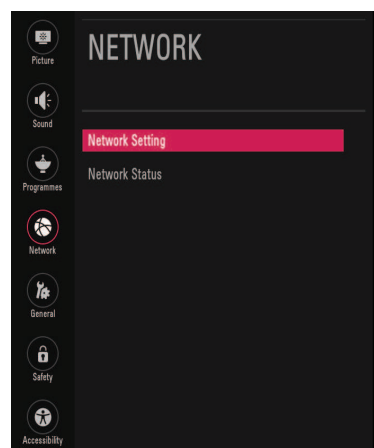 NETWORK
Picture
Sound
Programmes
Network
General
Safety
Accessibility
Network Setting
Network Status